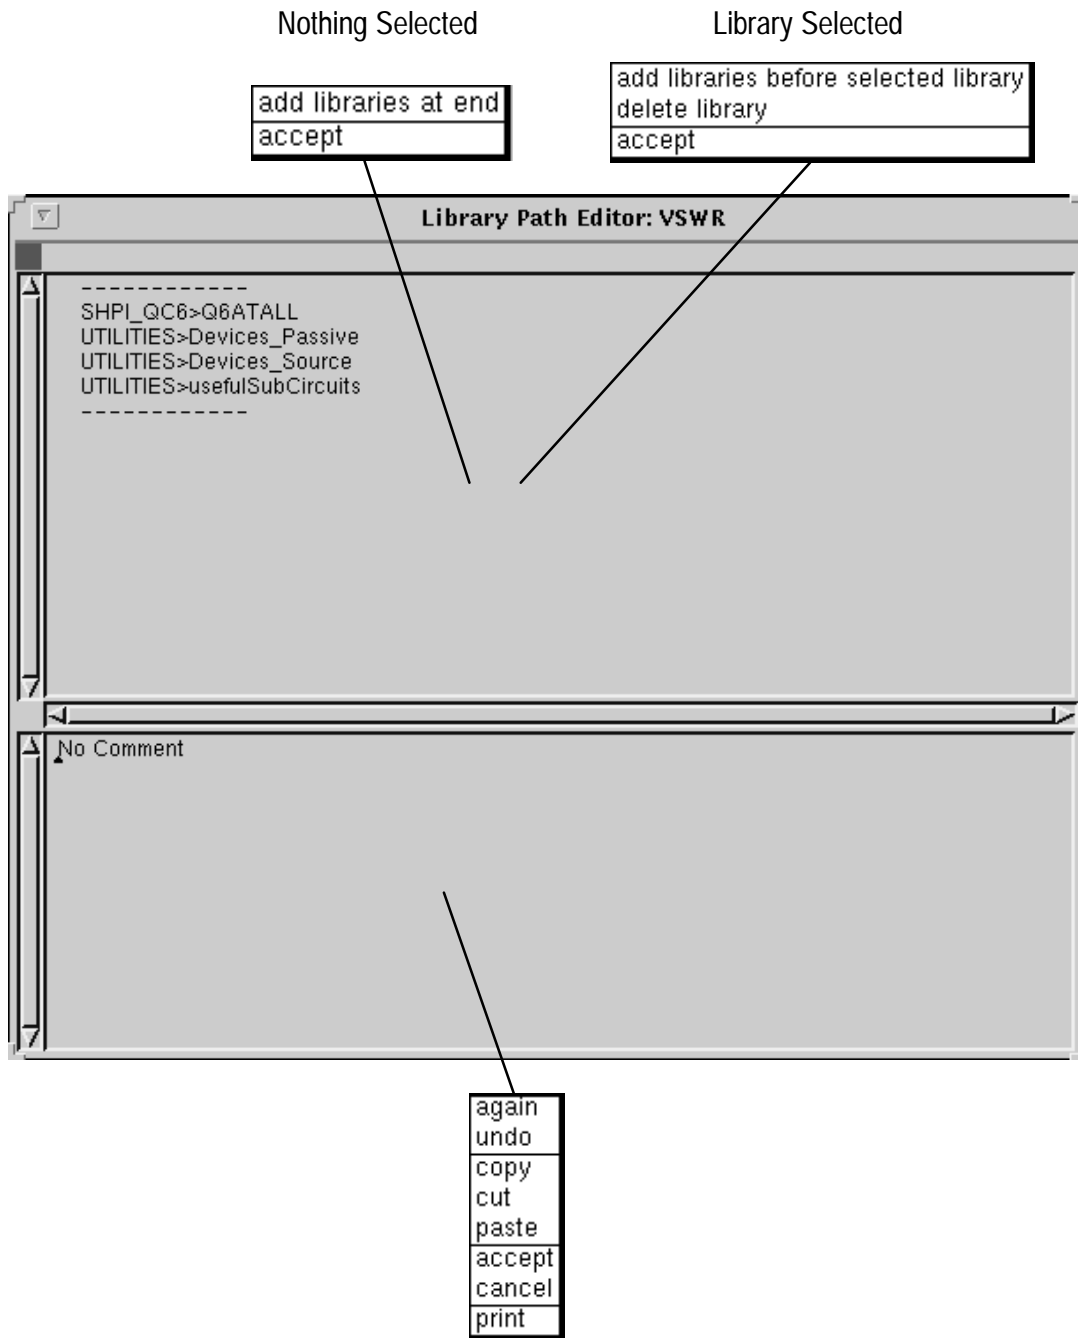 Nothing Selected
Library Selected
add libraries at end
accept
add libraries before selected library
delete library
accept
Library Path Editor: VSWR
------------
SHPI_QC6>Q6ATALL
UTILITIES>Devices_Passive
UTILITIES>Devices_Source
UTILITIES>usefulSubCircuits
------------
No Comment
again
undo
copy
cut
paste
accept
cancel
print